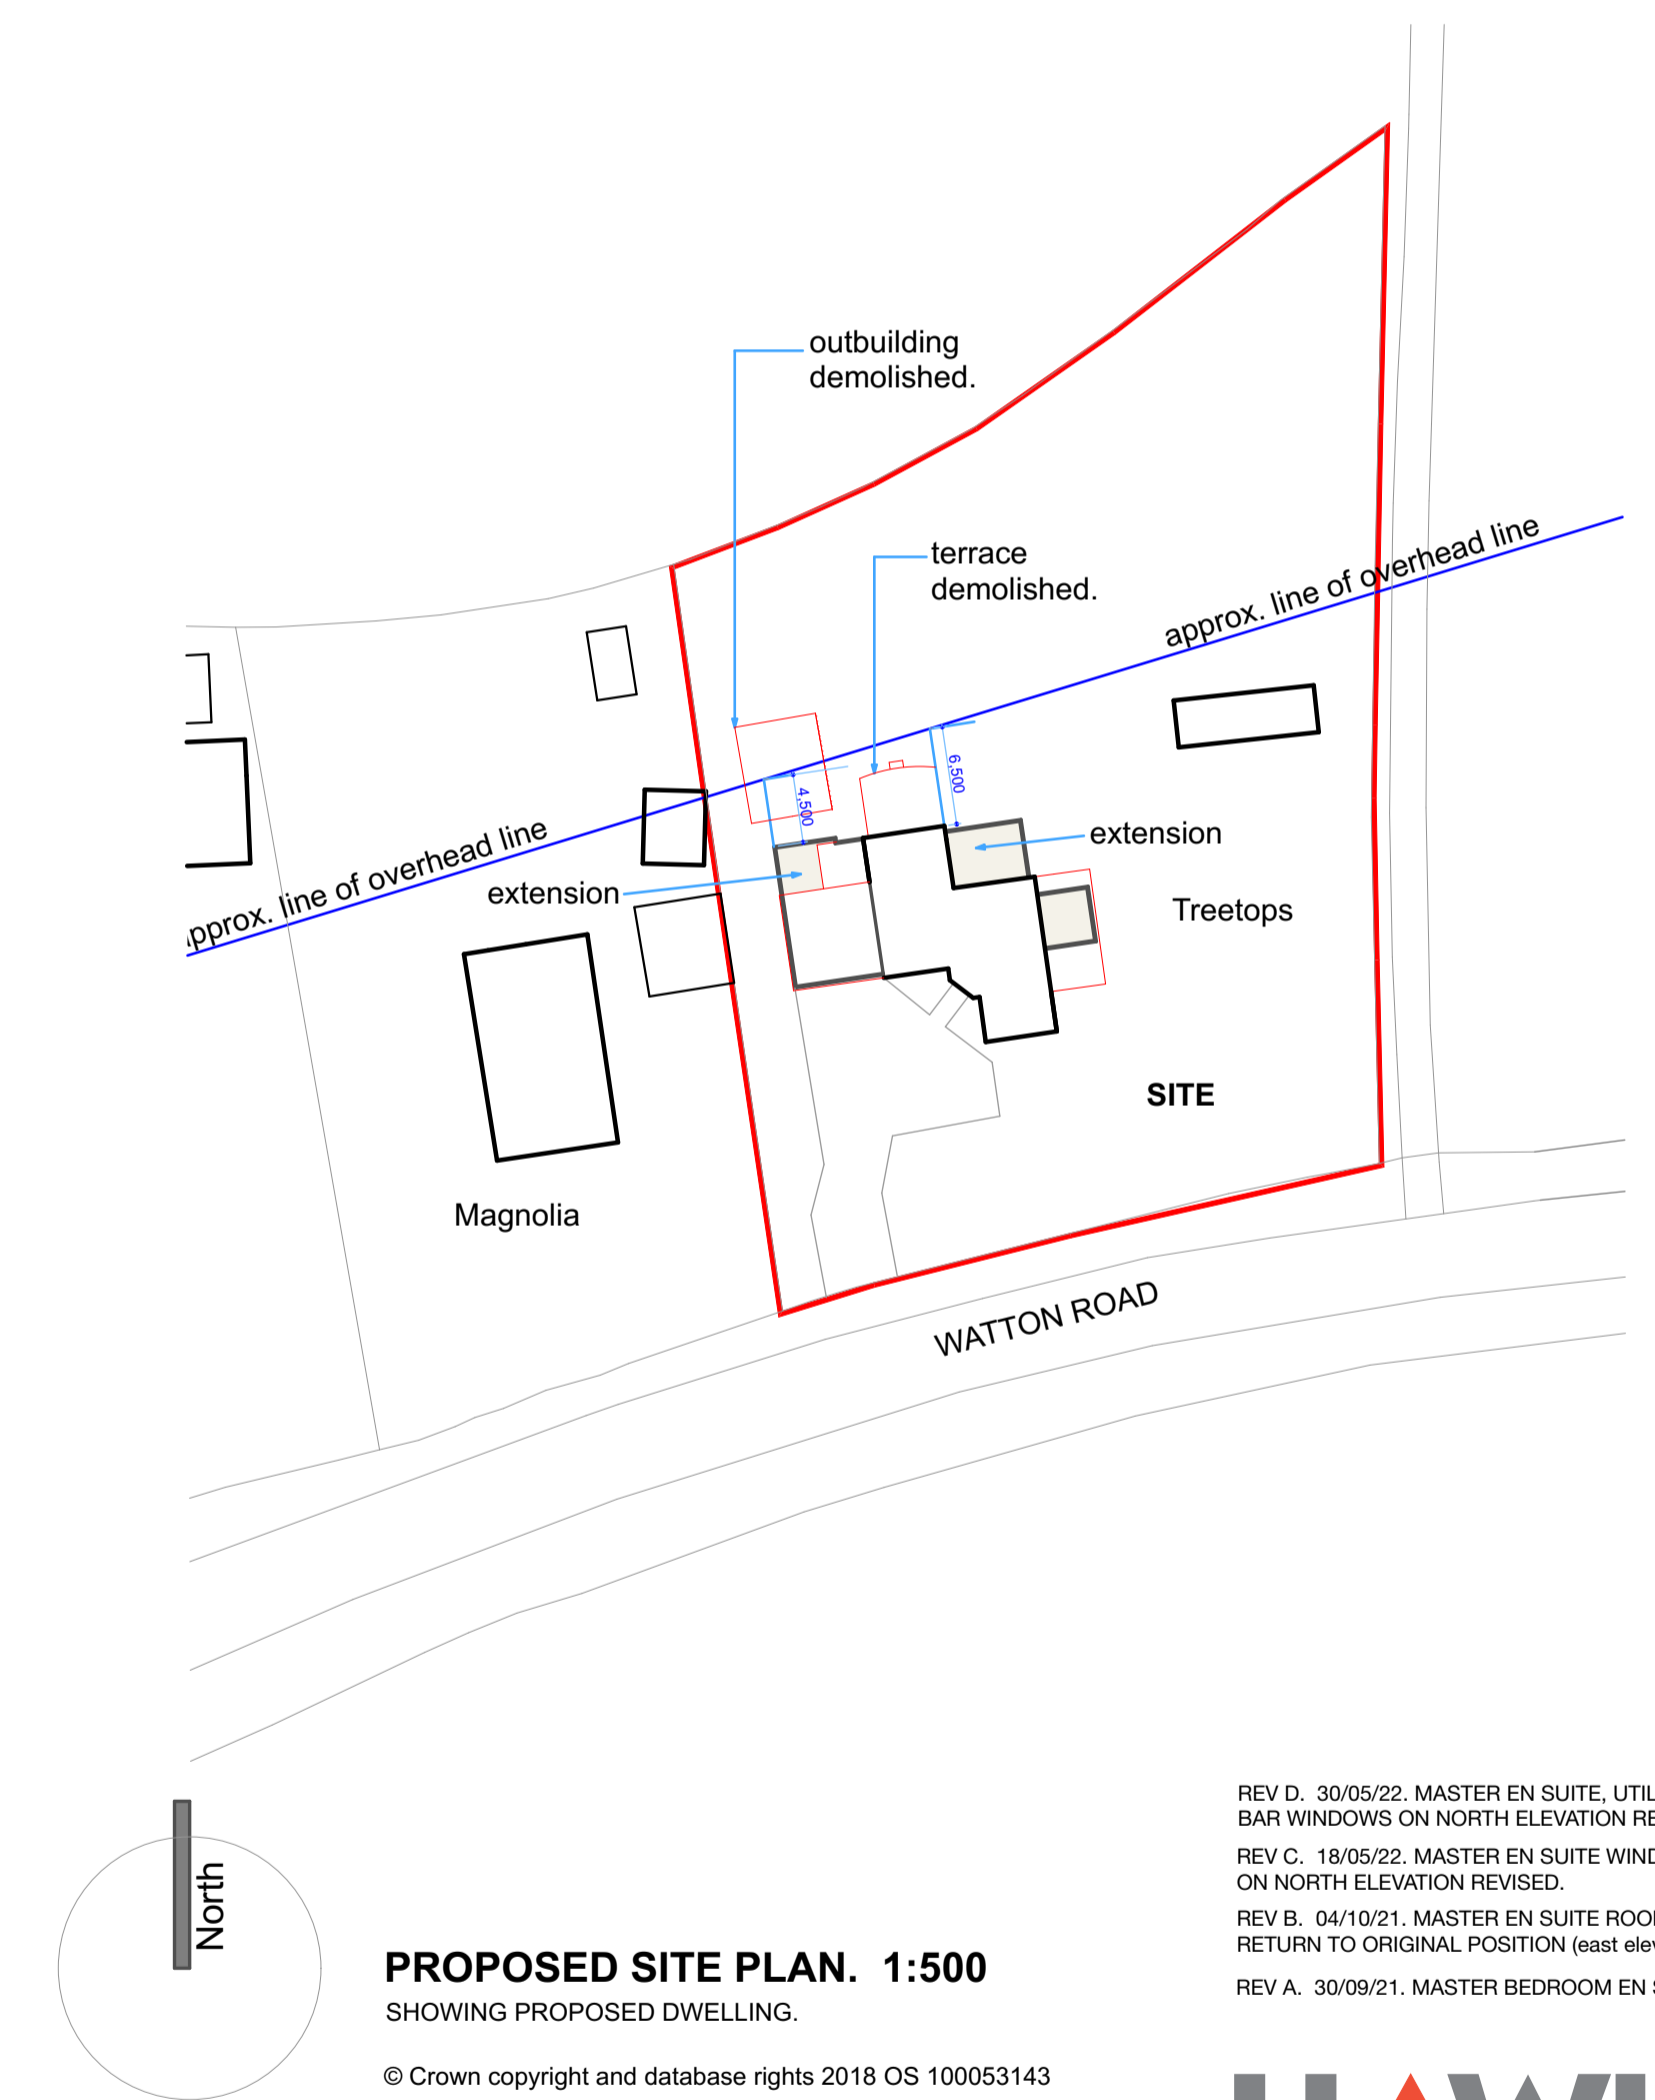 outbuilding
demolished.
terrace
demolished.
approx. line of overhead line
6,500
4,500
extension
approx. line of overhead line
extension
Treetops
SITE
Magnolia
WATTON ROAD
North
PROPOSED SITE PLAN. 1:500
SHOWING PROPOSED DWELLING.
© Crown copyright and database rights 2018 OS 100053143
REV D. 30/05/22. MASTER EN SUITE, UTIL
BAR WINDOWS ON NORTH ELEVATION RE
REV C. 18/05/22. MASTER EN SUITE WIND
ON NORTH ELEVATION REVISED.
REV B. 04/10/21. MASTER EN SUITE ROO
RETURN TO ORIGINAL POSITION (east elev
REV A. 30/09/21. MASTER BEDROOM EN S